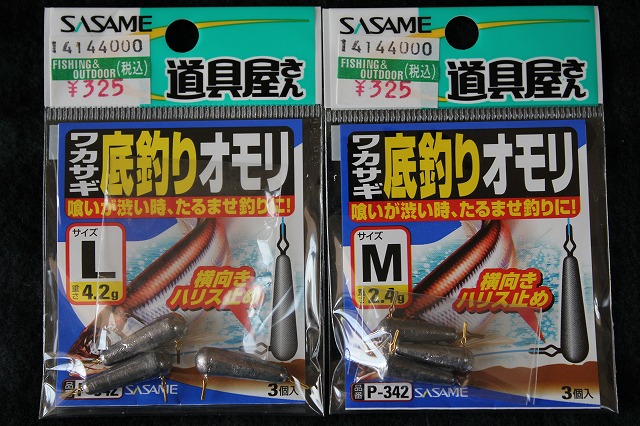 SASAME
14144000
FISHING&
OUTDOOR(税込)
¥325
道具屋さん
ワカサギ
底釣りオモリ
喰いが渋い時、たるませ釣りに!
サイズ
L
重さ
4.2g
横向き
ハリス止め
品番
P-342
SASAME
3個入
SASAME
14144000
FISHING&
OUTDOOR(税込)
¥325
道具屋さん
ワカサギ
底釣りオモリ
喰いが渋い時、たるませ釣りに!
サイズ
M
2.4g
横向き
ハリス止め
品番
P-342
SASAME
3個入